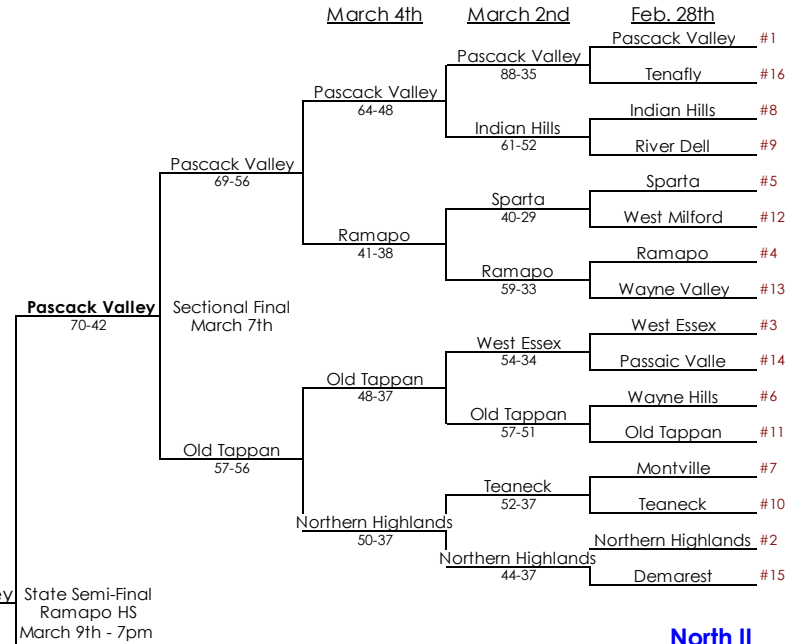 March 4th March 2nd Feb. 28th
Pascack Valley #1
Pascack Valley
88-35
Tenafly #16
Pascack Valley
64-48
Indian Hills #8
Indian Hills
61-52
River Dell #9
Pascack Valley
69-56
Sparta #5
Sparta
40-29
West Milford #12
Ramapo
41-38
Ramapo #4
Ramapo
59-33
Wayne Valley #13
Pascack Valley
70-42
Sectional Final
March 7th
West Essex #3
West Essex
54-34
Passaic Valle #14
Old Tappan
48-37
Wayne Hills #6
Old Tappan
57-51
Old Tappan #11
Old Tappan
57-56
Montville #7
Teaneck
52-37
Teaneck #10
Northern Highlands
50-37
Northern Highlands #2
Northern Highlands
44-37
Demarest #15
ey
State Semi-Final
Ramapo HS
March 9th - 7pm
North II